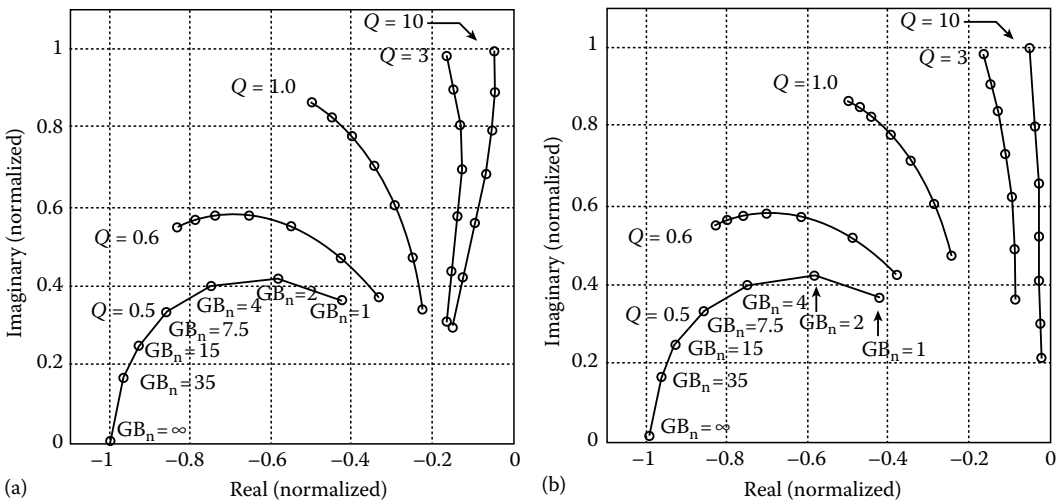 Q = 10
Q = 3
Q = 1.0
Q = 0.6
Q = 0.5
GBn = 4
GBn = 2
GBn = 1
GBn = 7.5
GBn = 15
GBn = 35
GBn = ∞
1
0.8
0.6
0.4
0.2
0
Imaginary (normalized)
−1
−0.8
−0.6
−0.4
−0.2
0
Real (normalized)
(a)
Q = 10
Q = 3
Q = 1.0
Q = 0.6
Q = 0.5
GBn = 4
GBn = 7.5
GBn = 2
GBn = 15
GBn = 1
GBn = 35
GBn = ∞
1
0.8
0.6
0.4
0.2
0
Imaginary (normalized)
−1
−0.8
−0.6
−0.4
−0.2
0
Real (normalized)
(b)